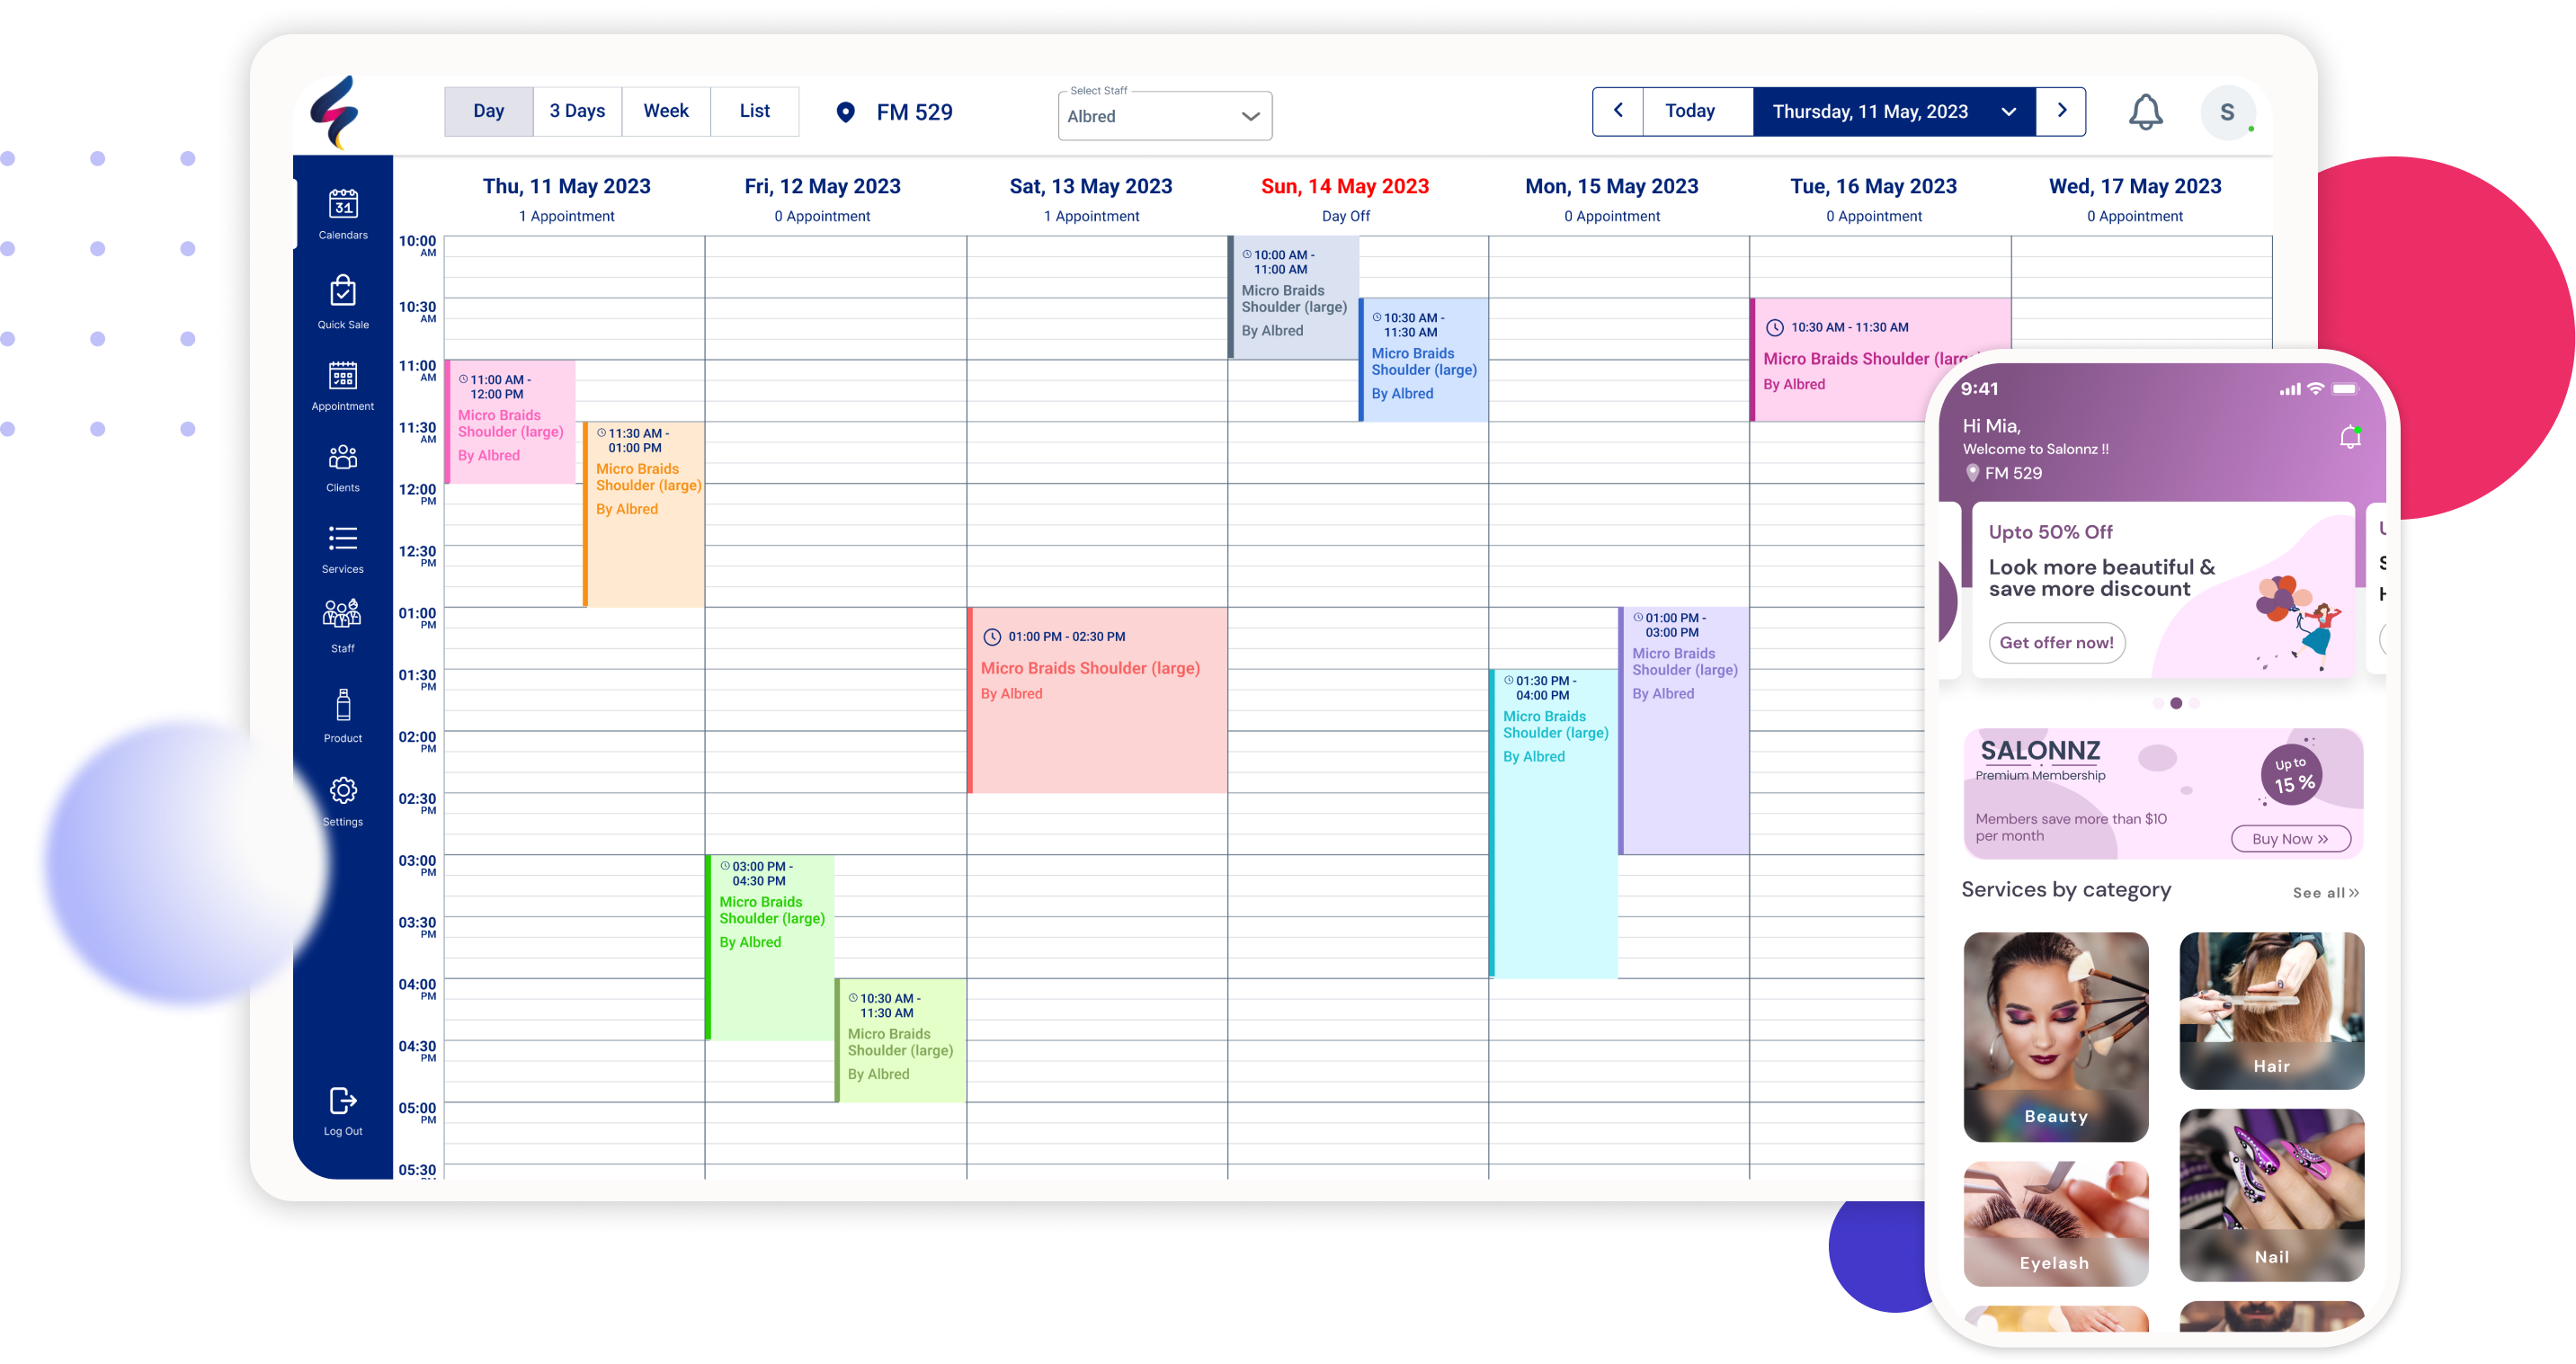 Day
3 Days
Week
List
FM 529
Select Staff
Albred
Today
Thursday, 11 May, 2023
S
31
Calendars
Quick Sale
Appointment
Clients
Services
Staff
Product
Settings
Log Out
Thu, 11 May 2023
1 Appointment
Fri, 12 May 2023
0 Appointment
Sat, 13 May 2023
1 Appointment
Sun, 14 May 2023
Day Off
Mon, 15 May 2023
0 Appointment
Tue, 16 May 2023
0 Appointment
Wed, 17 May 2023
0 Appointment
10:00
AM
10:30
AM
11:00
AM
11:30
AM
12:00
PM
12:30
PM
01:00
PM
01:30
PM
02:00
PM
02:30
PM
03:00
PM
03:30
PM
04:00
PM
04:30
PM
05:00
PM
05:30
11:00 AM -
12:00 PM
Micro Braids
Shoulder (large)
By Albred
11:30 AM -
01:00 PM
Micro Braids
Shoulder (large)
By Albred
03:00 PM -
04:30 PM
Micro Braids
Shoulder (large)
By Albred
10:30 AM -
11:30 AM
Micro Braids
Shoulder (large)
By Albred
01:00 PM - 02:30 PM
Micro Braids Shoulder (large)
By Albred
10:00 AM -
11:00 AM
Micro Braids
Shoulder (large)
By Albred
10:30 AM -
11:30 AM
Micro Braids
Shoulder (large)
By Albred
01:30 PM -
04:00 PM
Micro Braids
Shoulder (large)
By Albred
01:00 PM -
03:00 PM
Micro Braids
Shoulder (large)
By Albred
10:30 AM - 11:30 AM
Micro Braids Shoulder
By Albred
9:41
Hi Mia,
Welcome to Salonnz !!
FM 529
Upto 50% Off
Look more beautiful &
save more discount
Get offer now!
SALONNZ
Premium Membership
Up to
15 %
Members save more than $10
per month
Buy Now »
Services by category
See all »
Beauty
Hair
Eyelash
Nail